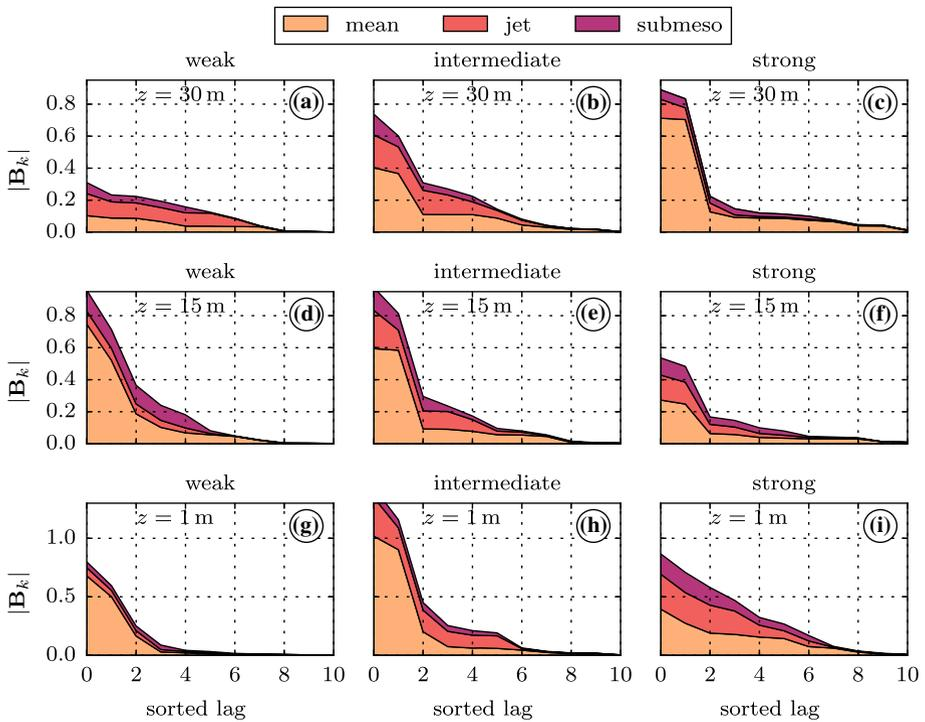 mean jet submeso
weak intermediate strong
z = 30 m (a) z = 30 m (b) z = 30 m (c)
0.8
0.6
0.4
0.2
0.0
|B_k|
weak intermediate strong
z = 15 m (d) z = 15 m (e) z = 15 m (f)
0.8
0.6
0.4
0.2
0.0
|B_k|
weak intermediate strong
z = 1 m (g) z = 1 m (h) z = 1 m (i)
1.0
0.5
0.0
|B_k|
0 2 4 6 8 10 0 2 4 6 8 10 0 2 4 6 8 10
sorted lag sorted lag sorted lag